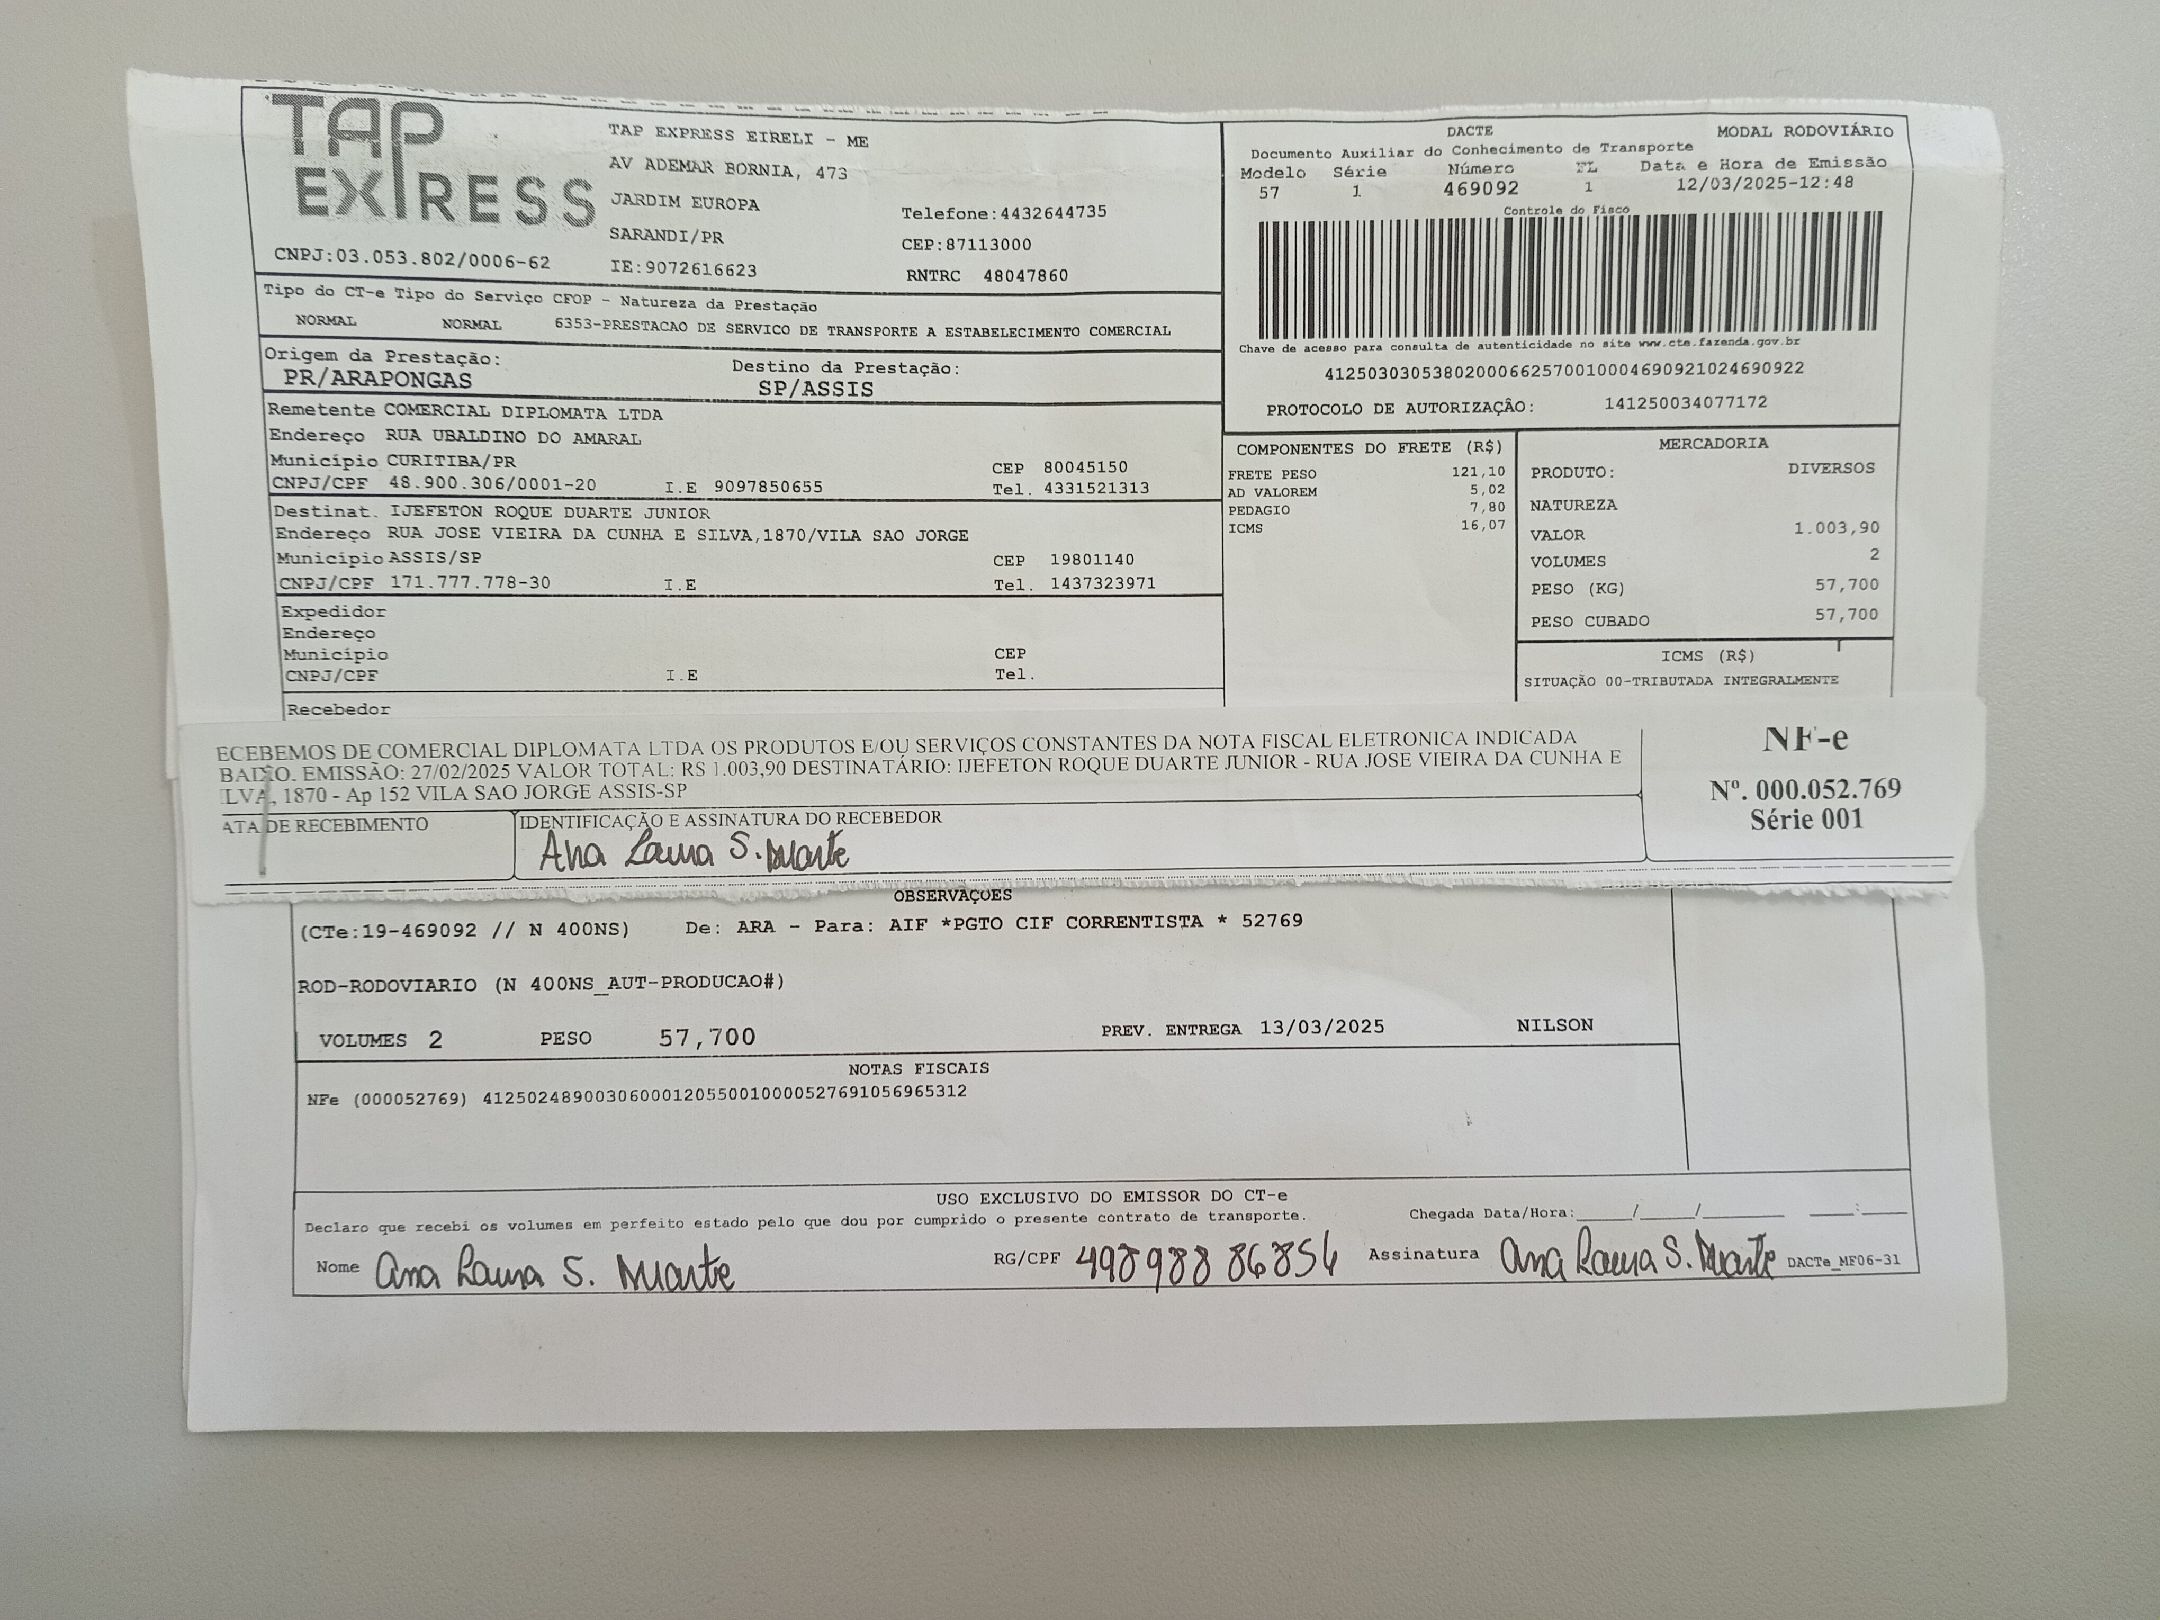 TAP
EXPRESS
TAP EXPRESS EIRELI - ME
AV ADEMAR BORNIA, 473
JARDIM EUROPA
SARANDI/PR
IE:9072616623
Telefone:4432644735
CEP:87113000
RNTRC 48047860
CNPJ:03.053.802/0006-62
DACTE MODAL RODOVIÁRIO
Documento Auxiliar do Conhecimento de Transporte
Modelo Série Número FL Data e Hora de Emissão
57 1 469092 1 12/03/2025-12:48
Controle do Fisco
Chave de acesso para consulta de autenticidade no site www.cte.fazenda.gov.br
41250303053802000662570010004690921024690922
PROTOCOLO DE AUTORIZAÇÃO: 141250034077172
Tipo do CT-e Tipo do Serviço CFOP - Natureza da Prestação
NORMAL NORMAL 6353-PRESTACAO DE SERVICO DE TRANSPORTE A ESTABELECIMENTO COMERCIAL
Origem da Prestação: Destino da Prestação:
PR/ARAPONGAS SP/ASSIS
Remetente COMERCIAL DIPLOMATA LTDA
Endereço RUA UBALDINO DO AMARAL
Município CURITIBA/PR CEP 80045150
CNPJ/CPF 48.900.306/0001-20 I.E 9097850655 Tel. 4331521313
Destinat. IJEFETON ROQUE DUARTE JUNIOR
Endereço RUA JOSE VIEIRA DA CUNHA E SILVA,1870/VILA SAO JORGE
Município ASSIS/SP CEP 19801140
CNPJ/CPF 171.777.778-30 I.E Tel. 1437323971
Expedidor
Endereço
Município CEP
CNPJ/CPF I.E Tel.
Recebedor
COMPONENTES DO FRETE (R$)
FRETE PESO 121,10
AD VALOREM 5,02
PEDAGIO 7,80
ICMS 16,07
MERCADORIA
PRODUTO: DIVERSOS
NATUREZA
VALOR 1.003,90
VOLUMES 2
PESO (KG) 57,700
PESO CUBADO 57,700
ICMS (R$)
SITUAÇÃO 00-TRIBUTADA INTEGRALMENTE
ECEBEMOS DE COMERCIAL DIPLOMATA LTDA OS PRODUTOS E/OU SERVIÇOS CONSTANTES DA NOTA FISCAL ELETRONICA INDICADA
BAIXO. EMISSÃO: 27/02/2025 VALOR TOTAL: R$ 1.003,90 DESTINATÁRIO: IJEFETON ROQUE DUARTE JUNIOR - RUA JOSE VIEIRA DA CUNHA E
ILVA, 1870 - Ap 152 VILA SAO JORGE ASSIS-SP
ATA DE RECEBIMENTO IDENTIFICAÇÃO E ASSINATURA DO RECEBEDOR
Ana Laura S. Duarte
NF-e
Nº. 000.052.769
Série 001
OBSERVAÇOES
(CTe:19-469092 // N 400NS) De: ARA - Para: AIF *PGTO CIF CORRENTISTA * 52769
ROD-RODOVIARIO (N 400NS_AUT-PRODUCAO#)
VOLUMES 2 PESO 57,700 PREV. ENTREGA 13/03/2025 NILSON
NOTAS FISCAIS
NFe (000052769) 41250248900306000120550010000527691056965312
USO EXCLUSIVO DO EMISSOR DO CT-e
Declaro que recebi os volumes em perfeito estado pelo que dou por cumprido o presente contrato de transporte. Chegada Data/Hora:____/____/_______ ____:____
Nome Ana Laura S. Duarte RG/CPF 49898886856 Assinatura Ana Laura S. Duarte DACTe_MF06-31